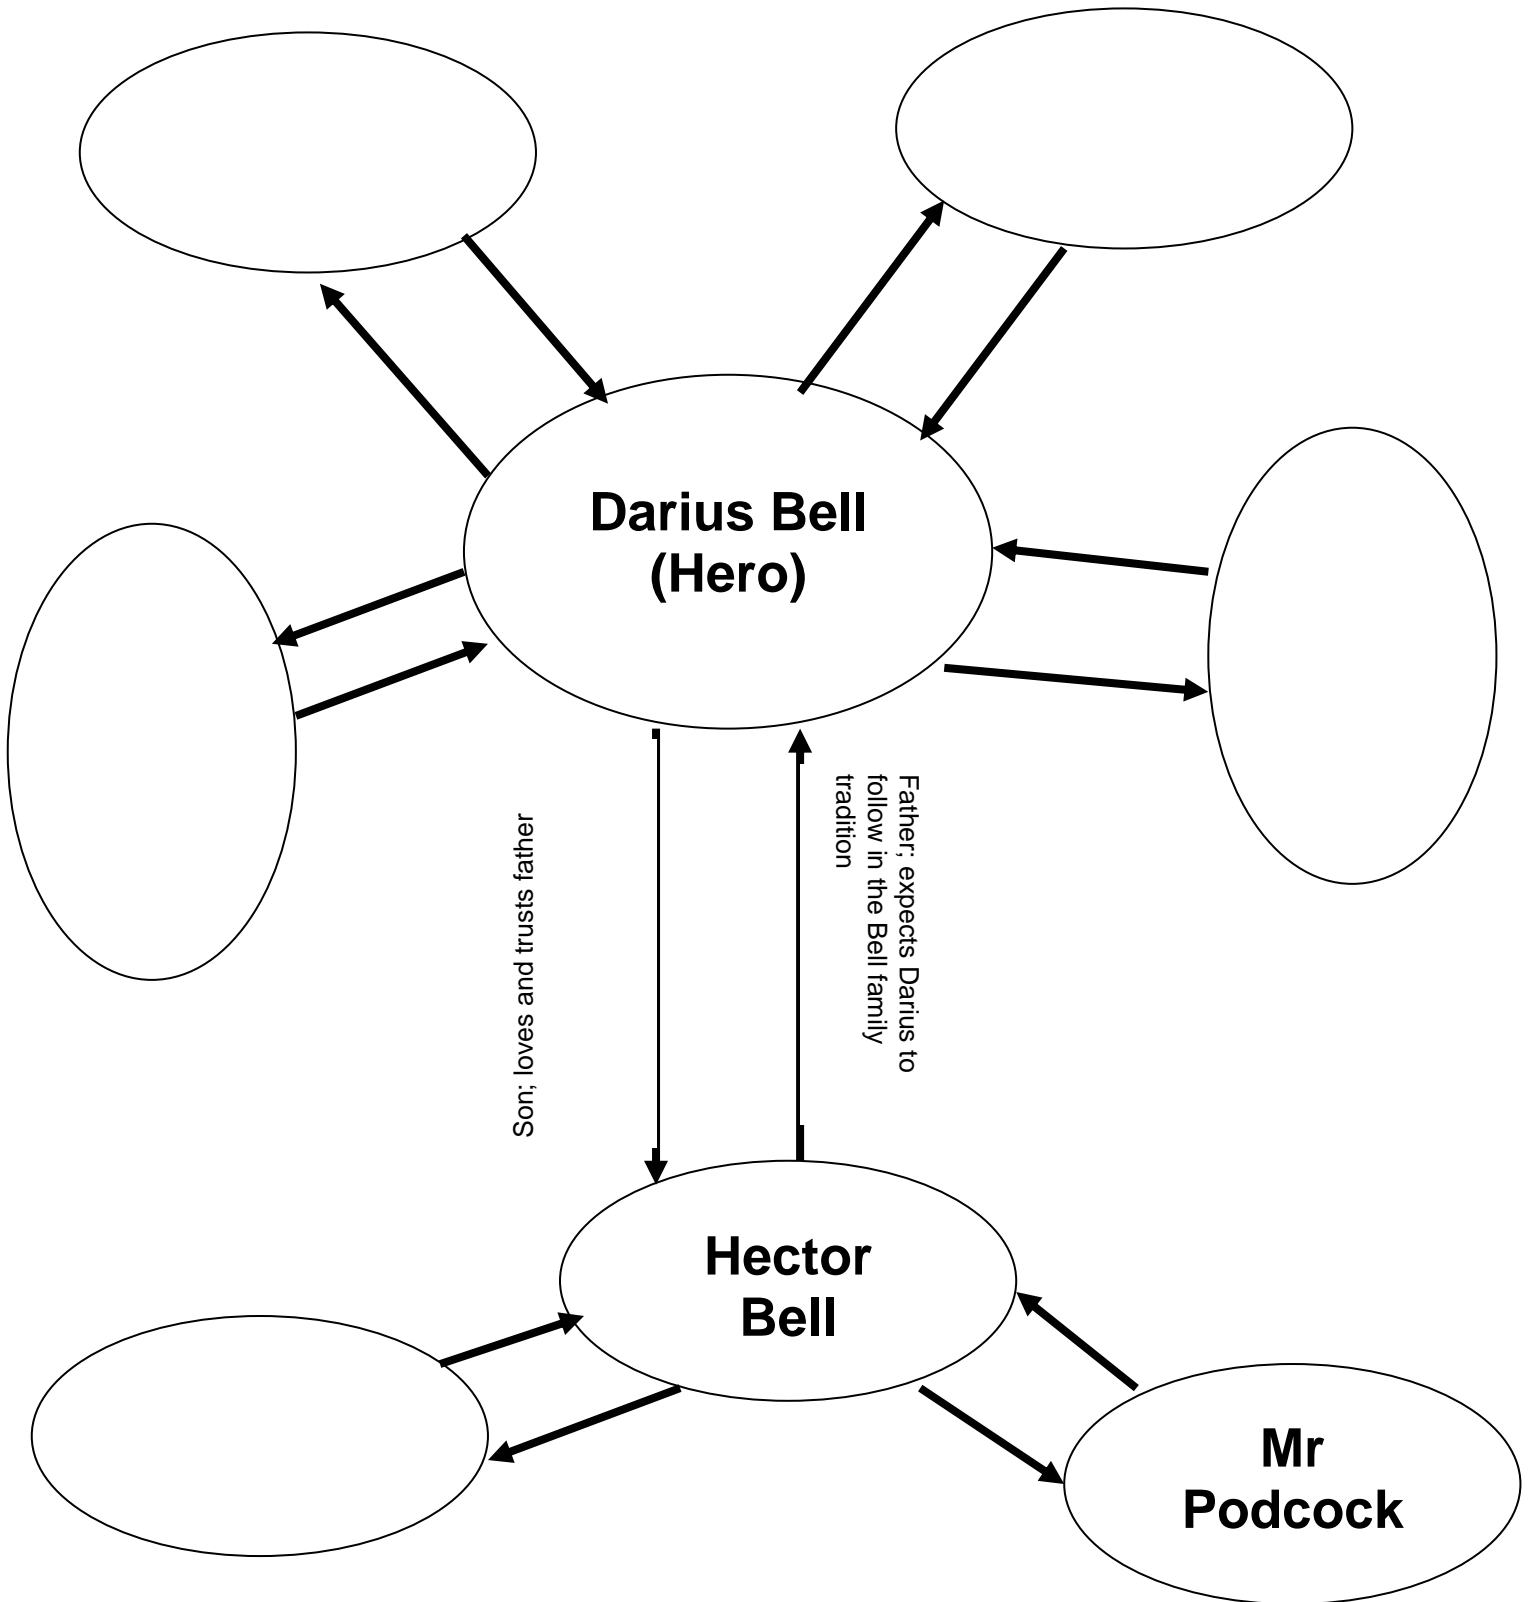 Darius Bell
(Hero)
Father; expects Darius to
follow in the Bell family
tradition
Son; loves and trusts father
Hector
Bell
Mr
Podcock